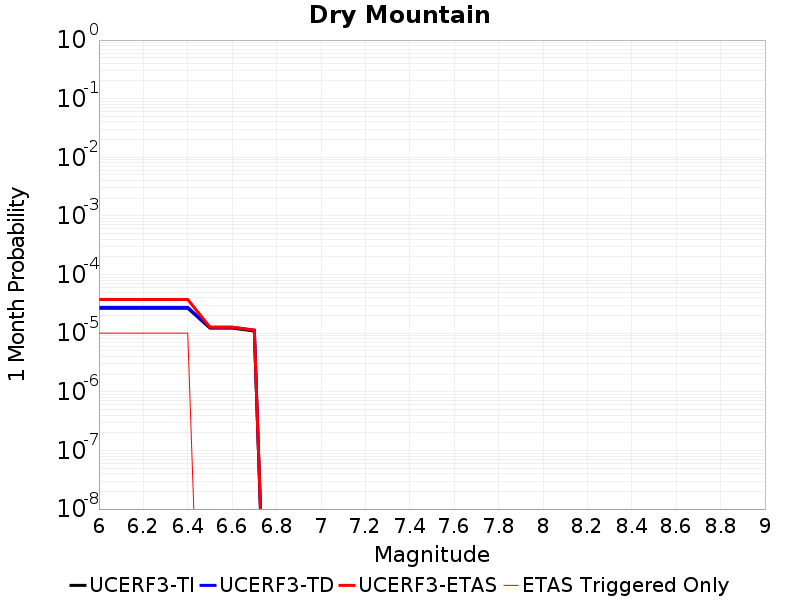 Dry Mountain
1 Month Probability
10^0
10^-1
10^-2
10^-3
10^-4
10^-5
10^-6
10^-7
10^-8
6 6.2 6.4 6.6 6.8 7 7.2 7.4 7.6 7.8 8 8.2 8.4 8.6 8.8 9
Magnitude
UCERF3-TI UCERF3-TD UCERF3-ETAS ETAS Triggered Only